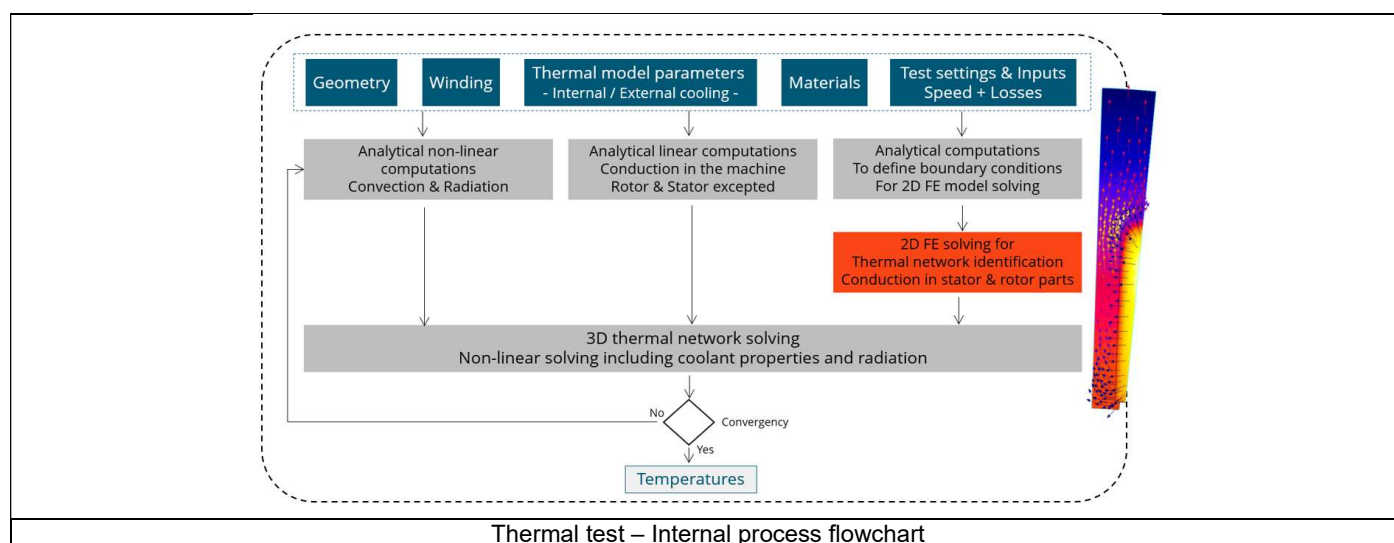 Geometry
Winding
Thermal model parameters
- Internal / External cooling -
Materials
Test settings & Inputs
Speed + Losses
Analytical non-linear
computations
Convection & Radiation
Analytical linear computations
Conduction in the machine
Rotor & Stator excepted
Analytical computations
To define boundary conditions
For 2D FE model solving
2D FE solving for
Thermal network identification
Conduction in stator & rotor parts
3D thermal network solving
Non-linear solving including coolant properties and radiation
No
Convergency
Yes
Temperatures
Thermal test – Internal process flowchart